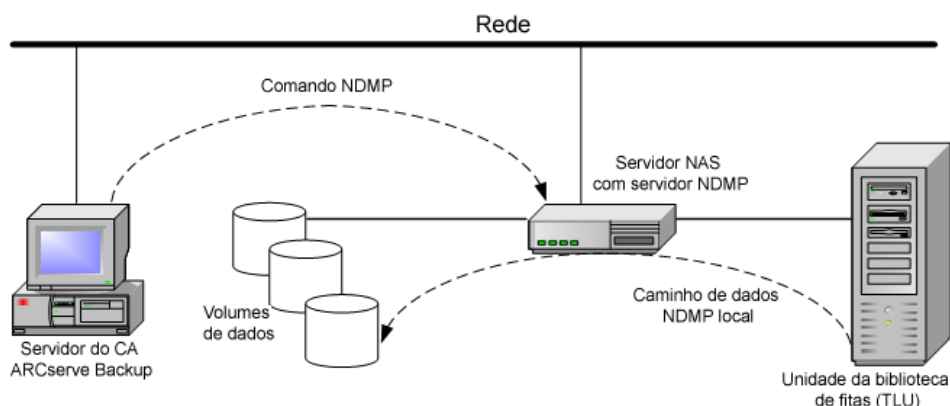 Rede
Comando NDMP
Servidor NAS
com servidor NDMP
Volumes
de dados
Caminho de dados
NDMP local
Servidor do CA
ARCserve Backup
Unidade da biblioteca
de fitas (TLU)